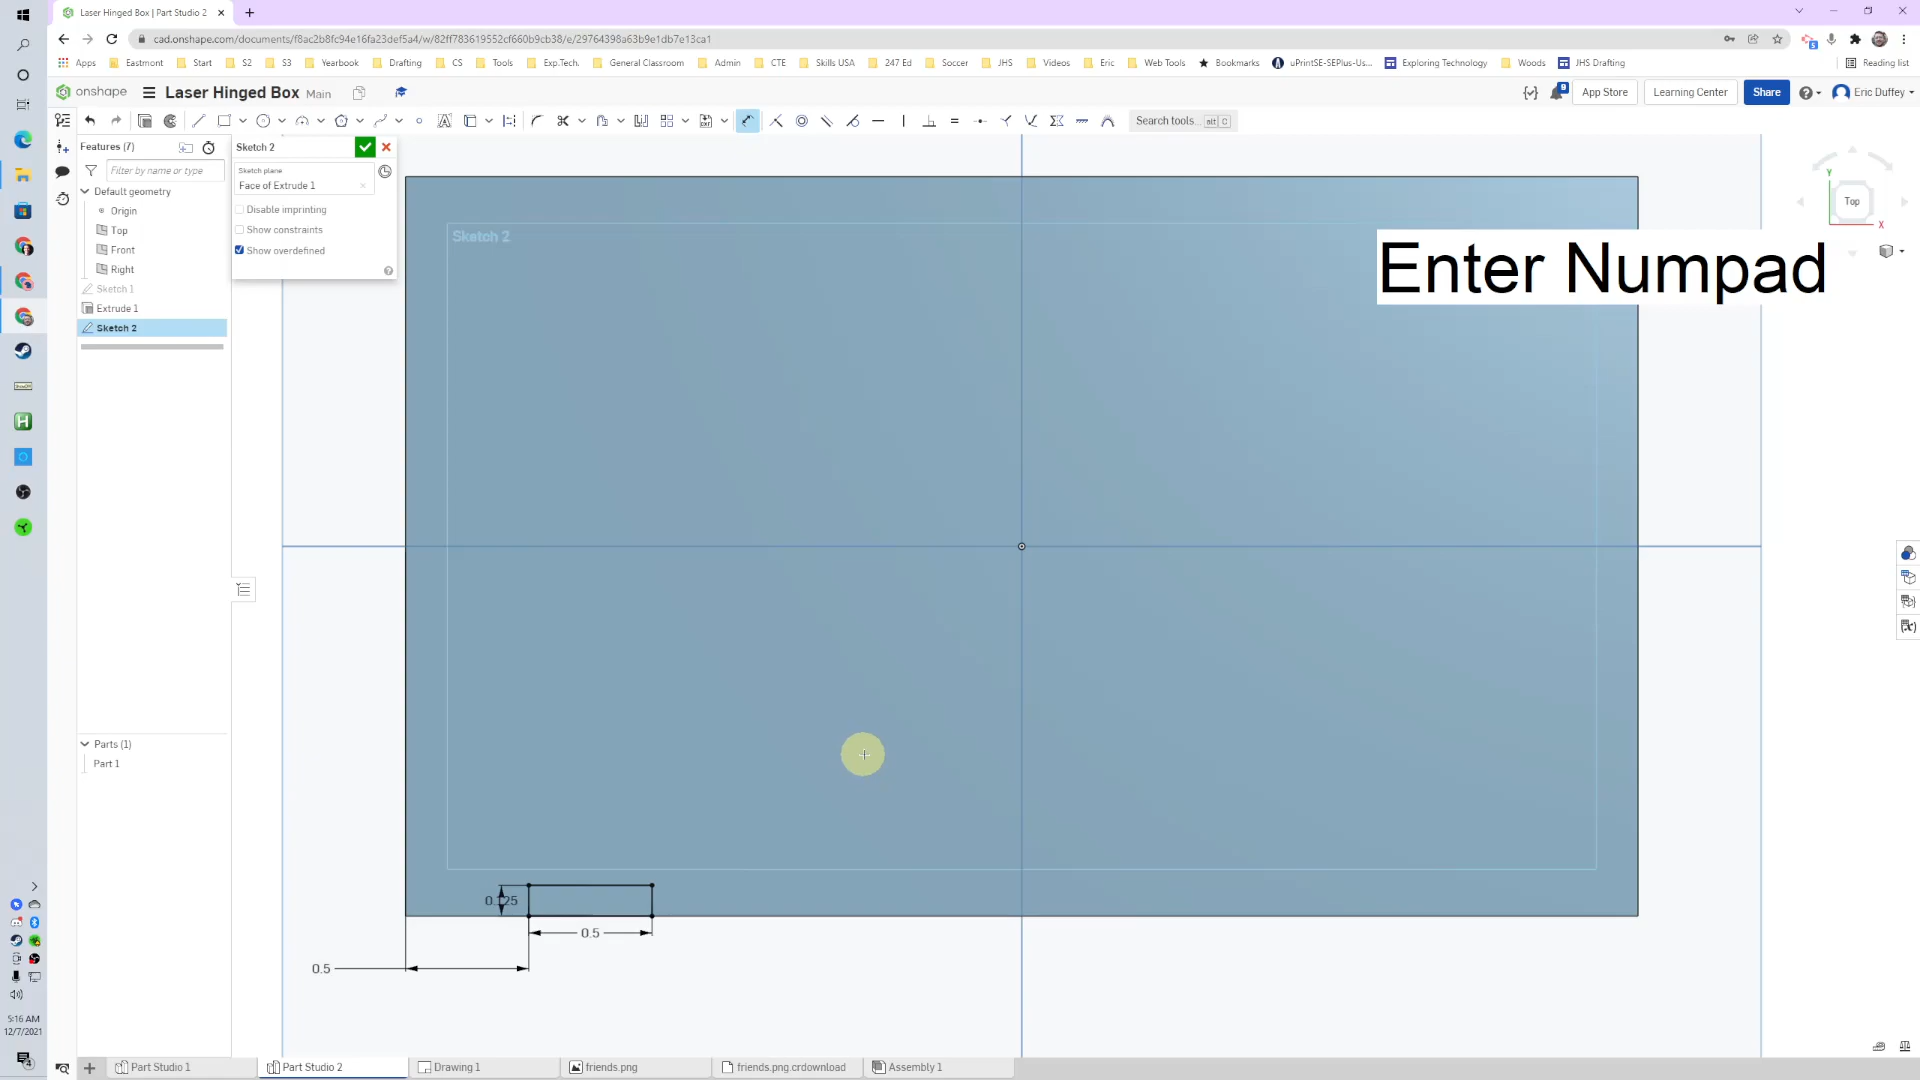 Laser Hinged Box | Part Studio 2
cad.onshape.com/documents/f8ac2b8fc94e16fa23def5a4/w/82ff783619552cf660b9cb38/e/29764398a63b9e1db7e13ca1
Apps Eastmont Start S2 S3 Yearbook Drafting CS Tools Exp.Tech. General Classroom Admin CTE Skills USA 247 Ed Soccer JHS Videos Eric Web Tools Bookmarks uPrintSE-SEPlus-Us... Exploring Technology Woods JHS Drafting Reading list
onshape Laser Hinged Box Main App Store Learning Center Share Eric Duffey
Search tools... alt C
Features (7)
Filter by name or type
Default geometry
Origin
Top
Front
Right
Sketch 1
Extrude 1
Sketch 2
Sketch 2
Sketch plane
Face of Extrude 1
Disable imprinting
Show constraints
Show overdefined
Sketch 2
Y
Top
X
Enter Numpad
0.125
0.5
0.5
Parts (1)
Part 1
5:16 AM
12/7/2021
Part Studio 1 Part Studio 2 Drawing 1 friends.png friends.png.crdownload Assembly 1